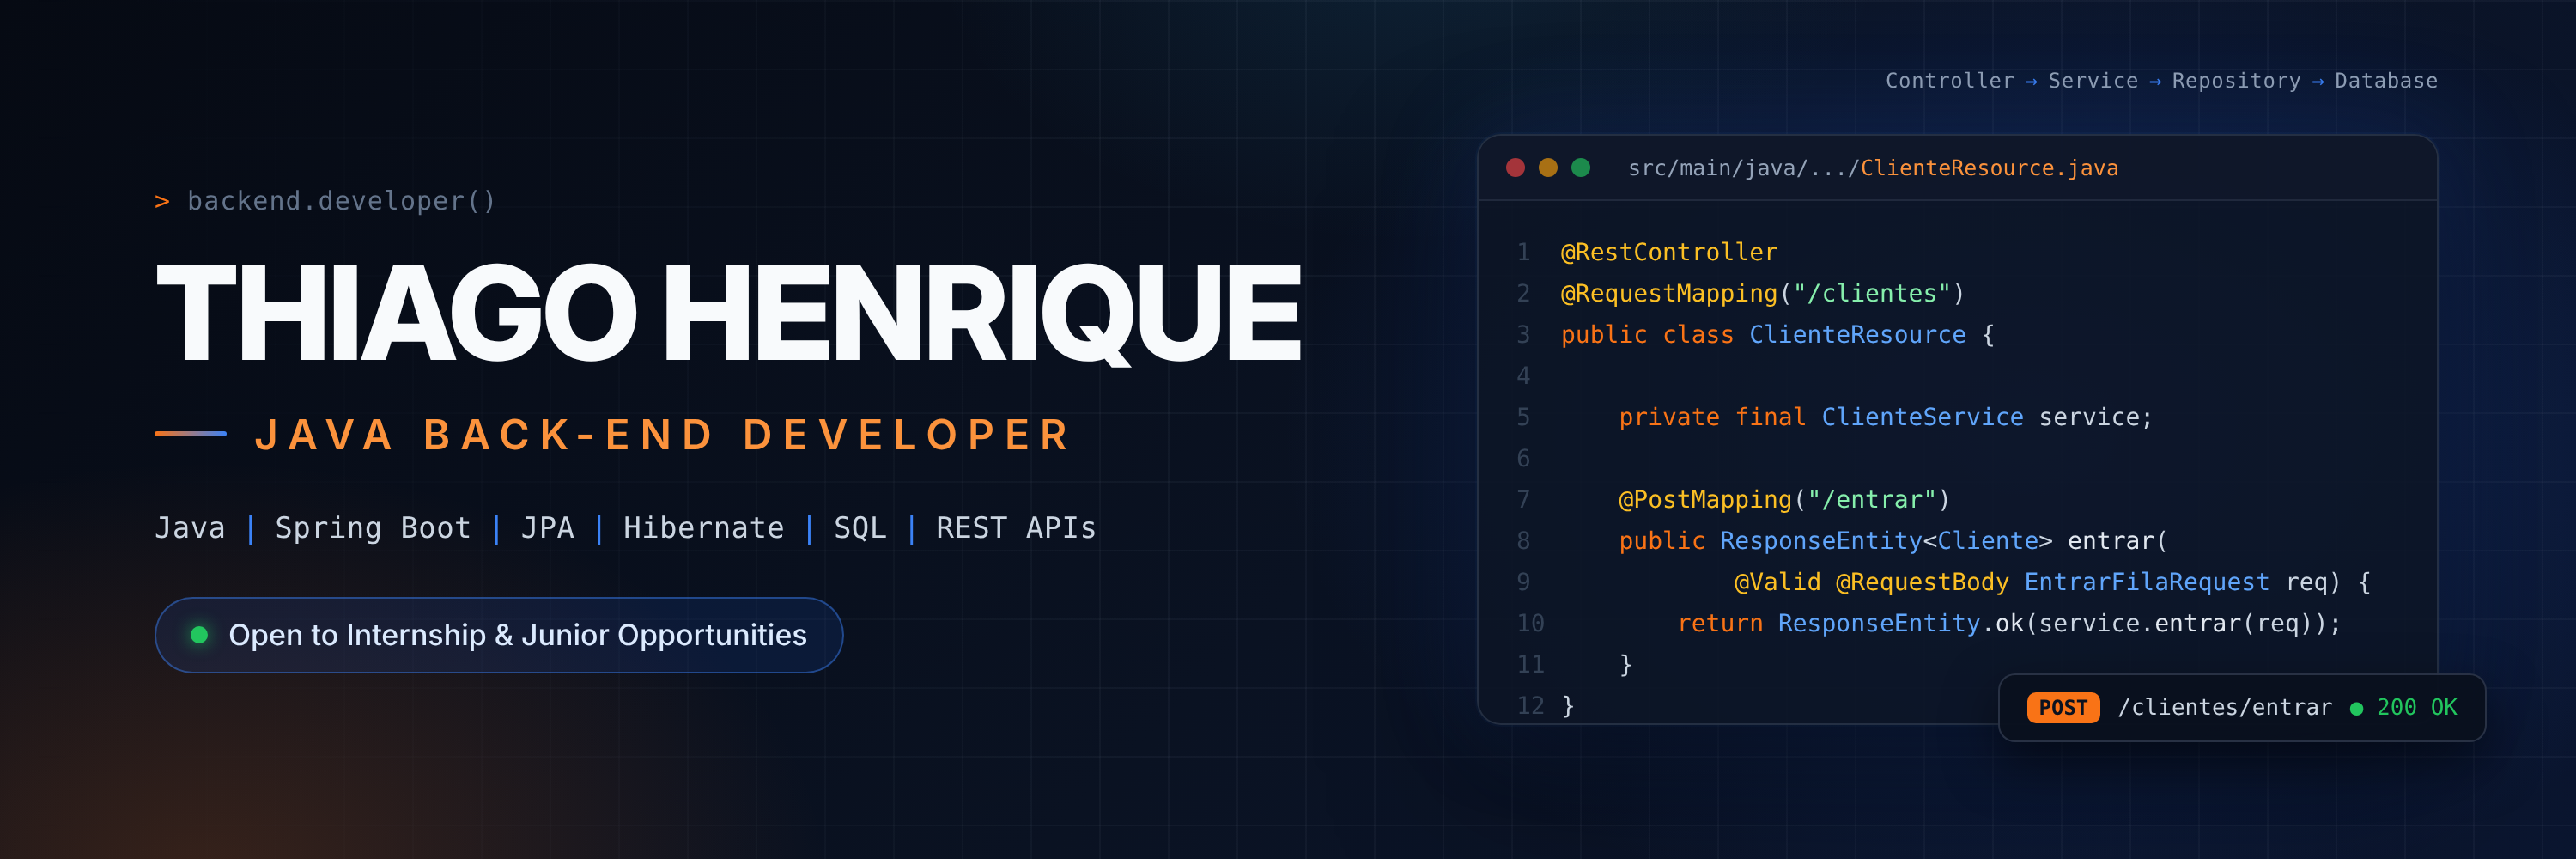 > backend.developer()
THIAGO HENRIQUE
JAVA BACK-END DEVELOPER
Java | Spring Boot | JPA | Hibernate | SQL | REST APIs
Open to Internship & Junior Opportunities
Controller → Service → Repository → Database
src/main/java/.../ClienteResource.java
1 @RestController
2 @RequestMapping("/clientes")
3 public class ClienteResource {
4
5     private final ClienteService service;
6
7     @PostMapping("/entrar")
8     public ResponseEntity<Cliente> entrar(
9             @Valid @RequestBody EntrarFilaRequest req) {
10         return ResponseEntity.ok(service.entrar(req));
11     }
12 }
POST /clientes/entrar ● 200 OK